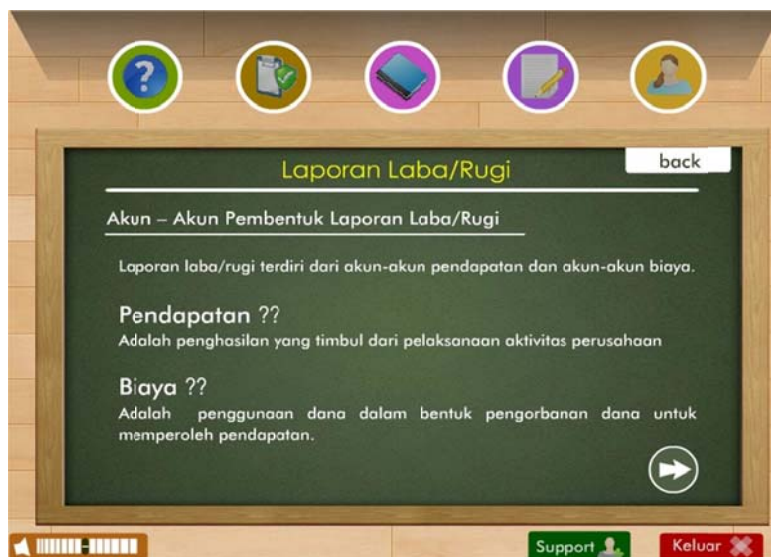 back
Laporan Laba/Rugi
Akun – Akun Pembentuk Laporan Laba/Rugi
Laporan laba/rugi terdiri dari akun-akun pendapatan dan akun-akun biaya.
Pendapatan ??
Adalah penghasilan yang timbul dari pelaksanaan aktivitas perusahaan
Biaya ??
Adalah penggunaan dana dalam bentuk pengorbanan dana untuk
memperoleh pendapatan.
Support
Keluar